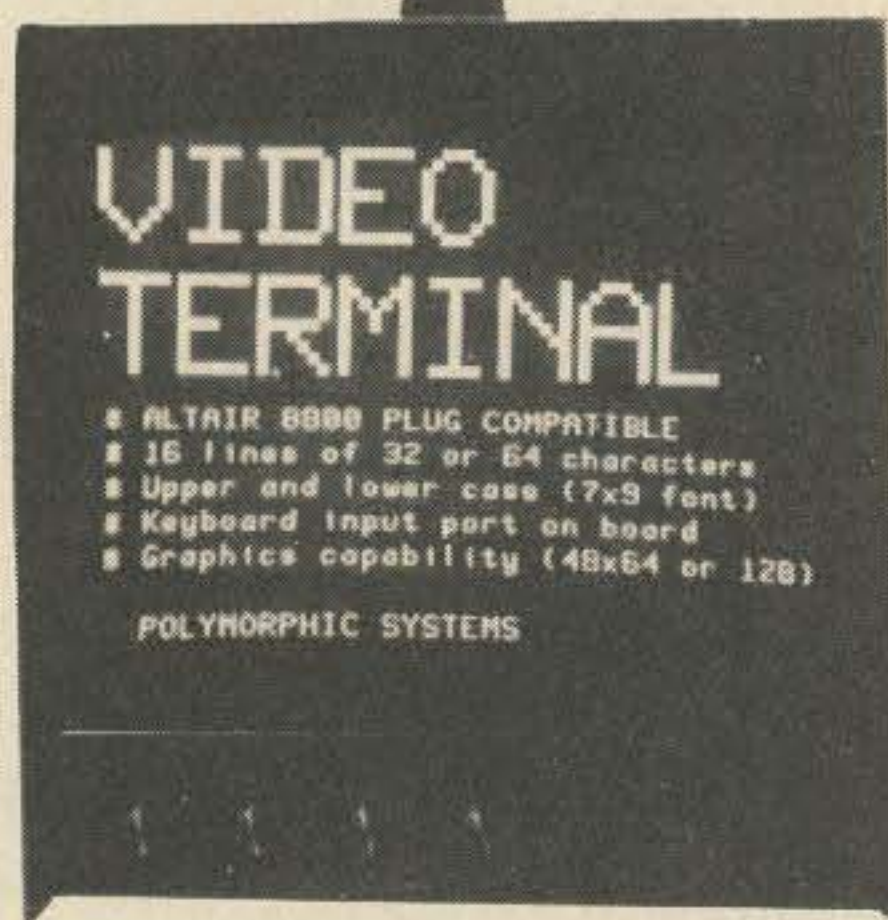 VIDEO
TERMINAL
# ALTAIR 8800 PLUG COMPATIBLE
# 16 lines of 32 or 64 characters
# Upper and lower case (7x9 font)
# Keyboard input port on board
# Graphics capability (48x64 or 128)
POLYMORPHIC SYSTEMS